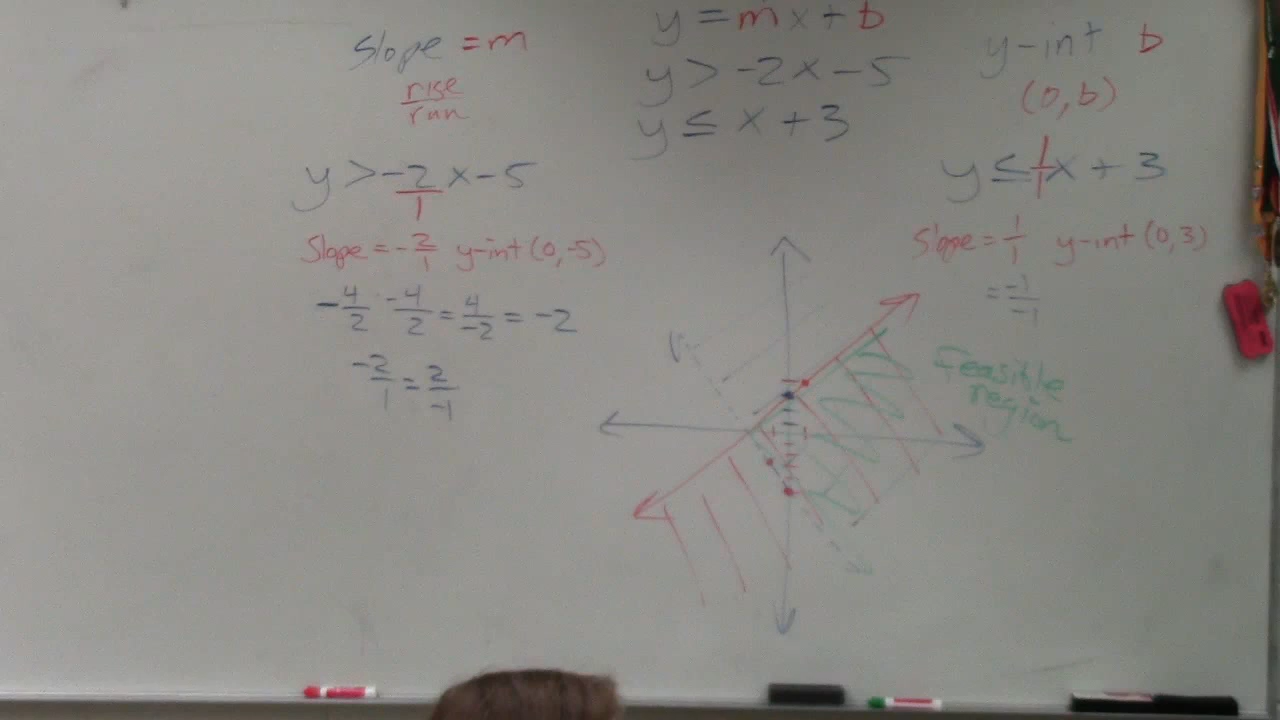 y = mx + b
y > -2x - 5
y ≤ x + 3
Slope = m
rise
run
y > -2/1 x - 5
Slope = -2/1 y-int (0, -5)
-4/2 -4/2 = 4/-2 = -2
-2/1 = 2/-1
y-int b
(0, b)
y ≤ 1/1 x + 3
Slope = 1/1 y-int (0, 3)
= -1/-1
Feasible
region